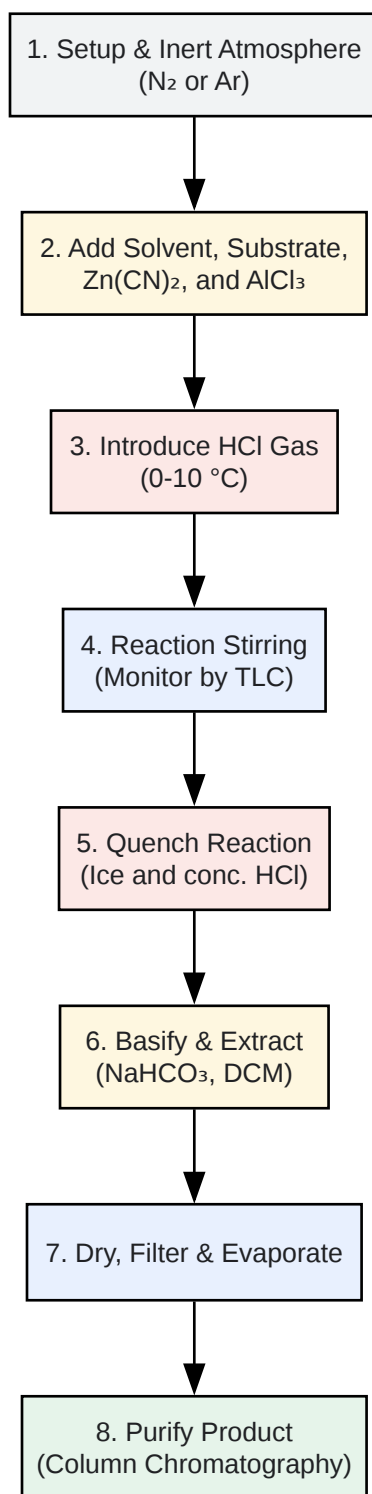 1. Setup & Inert Atmosphere
(N₂ or Ar)
2. Add Solvent, Substrate,
Zn(CN)₂, and AlCl₃
3. Introduce HCl Gas
(0-10 °C)
4. Reaction Stirring
(Monitor by TLC)
5. Quench Reaction
(Ice and conc. HCl)
6. Basify & Extract
(NaHCO₃, DCM)
7. Dry, Filter & Evaporate
8. Purify Product
(Column Chromatography)